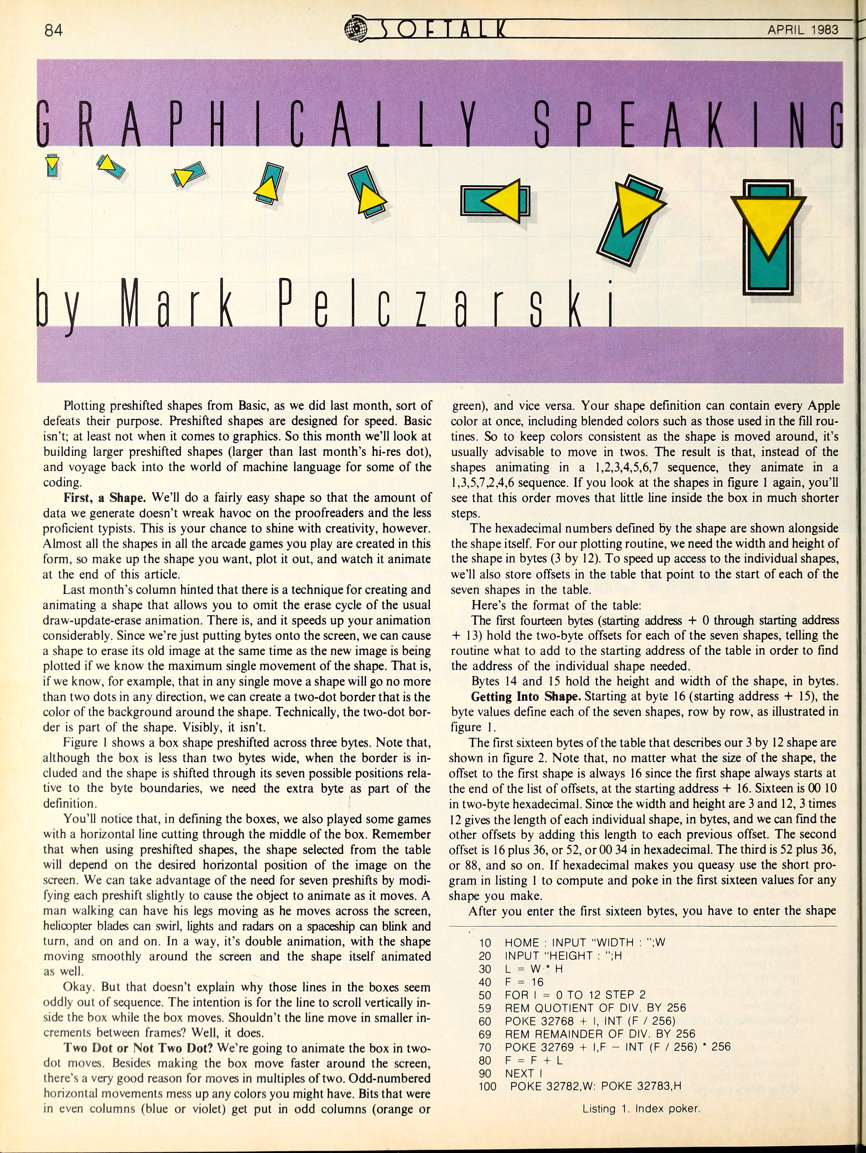 84
SOFTALK
APRIL 1983
GRAPHICALLY SPEAKING
by Mark Pelczarski
Plotting preshifted shapes from Basic, as we did last month, sort of
defeats their purpose. Preshifted shapes are designed for speed. Basic
isn't; at least not when it comes to graphics. So this month we'll look at
building larger preshifted shapes (larger than last month's hi-res dot),
and voyage back into the world of machine language for some of the
coding.
First, a Shape. We'll do a fairly easy shape so that the amount of
data we generate doesn't wreak havoc on the proofreaders and the less
proficient typists. This is your chance to shine with creativity, however.
Almost all the shapes in all the arcade games you play are created in this
form, so make up the shape you want, plot it out, and watch it animate
at the end of this article.
Last month's column hinted that there is a technique for creating and
animating a shape that allows you to omit the erase cycle of the usual
draw-update-erase animation. There is, and it speeds up your animation
considerably. Since we're just putting bytes onto the screen, we can cause
a shape to erase its old image at the same time as the new image is being
plotted if we know the maximum single movement of the shape. That is,
if we know, for example, that in any single move a shape will go no more
than two dots in any direction, we can create a two-dot border that is the
color of the background around the shape. Technically, the two-dot bor-
der is part of the shape. Visibly, it isn't.
Figure 1 shows a box shape preshifted across three bytes. Note that,
although the box is less than two bytes wide, when the border is in-
cluded and the shape is shifted through its seven possible positions rela-
tive to the byte boundaries, we need the extra byte as part of the
definition.
You'll notice that, in defining the boxes, we also played some games
with a horizontal line cutting through the middle of the box. Remember
that when using preshifted shapes, the shape selected from the table
will depend on the desired horizontal position of the image on the
screen. We can take advantage of the need for seven preshifts by modi-
fying each preshift slightly to cause the object to animate as it moves. A
man walking can have his legs moving as he moves across the screen,
helicopter blades can swirl, lights and radars on a spaceship can blink and
turn, and on and on. In a way, it's double animation, with the shape
moving smoothly around the screen and the shape itself animated
as well.
Okay. But that doesn't explain why those lines in the boxes seem
oddly out of sequence. The intention is for the line to scroll vertically in-
side the box while the box moves. Shouldn't the line move in smaller in-
crements between frames? Well, it does.
Two Dot or Not Two Dot? We're going to animate the box in two-
dot moves. Besides making the box move faster around the screen,
there's a very good reason for moves in multiples of two. Odd-numbered
horizontal movements mess up any colors you might have. Bits that were
in even columns (blue or violet) get put in odd columns (orange or
green), and vice versa. Your shape definition can contain every Apple
color at once, including blended colors such as those used in the fill rou-
tines. So to keep colors consistent as the shape is moved around, it's
usually advisable to move in twos. The result is that, instead of the
shapes animating in a 1,2,3,4,5,6,7 sequence, they animate in a
1,3,5,7,2,4,6 sequence. If you look at the shapes in figure 1 again, you'll
see that this order moves that little line inside the box in much shorter
steps.
The hexadecimal numbers defined by the shape are shown alongside
the shape itself. For our plotting routine, we need the width and height of
the shape in bytes (3 by 12). To speed up access to the individual shapes,
we'll also store offsets in the table that point to the start of each of the
seven shapes in the table.
Here's the format of the table:
The first fourteen bytes (starting address + 0 through starting address
+ 13) hold the two-byte offsets for each of the seven shapes, telling the
routine what to add to the starting address of the table in order to find
the address of the individual shape needed.
Bytes 14 and 15 hold the height and width of the shape, in bytes.
Getting Into Shape. Starting at byte 16 (starting address + 15), the
byte values define each of the seven shapes, row by row, as illustrated in
figure 1.
The first sixteen bytes of the table that describes our 3 by 12 shape are
shown in figure 2. Note that, no matter what the size of the shape, the
offset to the first shape is always 16 since the first shape always starts at
the end of the list of offsets, at the starting address + 16. Sixteen is 00 10
in two-byte hexadecimal. Since the width and height are 3 and 12, 3 times
12 gives the length of each individual shape, in bytes, and we can find the
other offsets by adding this length to each previous offset. The second
offset is 16 plus 36, or 52, or 00 34 in hexadecimal. The third is 52 plus 36,
or 88, and so on. If hexadecimal makes you queasy use the short pro-
gram in listing 1 to compute and poke in the first sixteen values for any
shape you make.
After you enter the first sixteen bytes, you have to enter the shape
10 HOME : INPUT "WIDTH : ";W
20 INPUT "HEIGHT : ";H
30 L = W * H
40 F = 16
50 FOR I = 0 TO 12 STEP 2
59 REM QUOTIENT OF DIV. BY 256
60 POKE 32768 + I, INT (F / 256)
69 REM REMAINDER OF DIV. BY 256
70 POKE 32769 + I,F − INT (F / 256) * 256
80 F = F + L
90 NEXT I
100 POKE 32782,W: POKE 32783,H
Listing 1. Index poker.